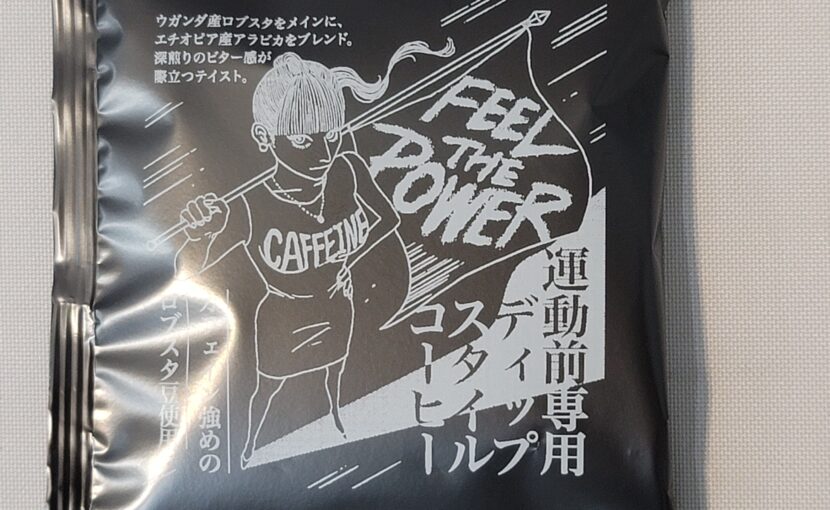 ウガンダ産ロブスタをメインに、
エチオピア産アラビカをブレンド。
深煎りのビター感が
際立つテイスト。
FEEL
THE
POWER
CAFFEINE
運動前専用
ディップ
スタイル
コーヒー
強めの
ロブスタ豆使用